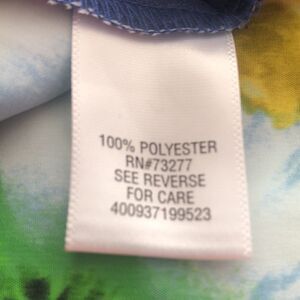 100% POLYESTER
RN#73277
SEE REVERSE
FOR CARE
400937199523